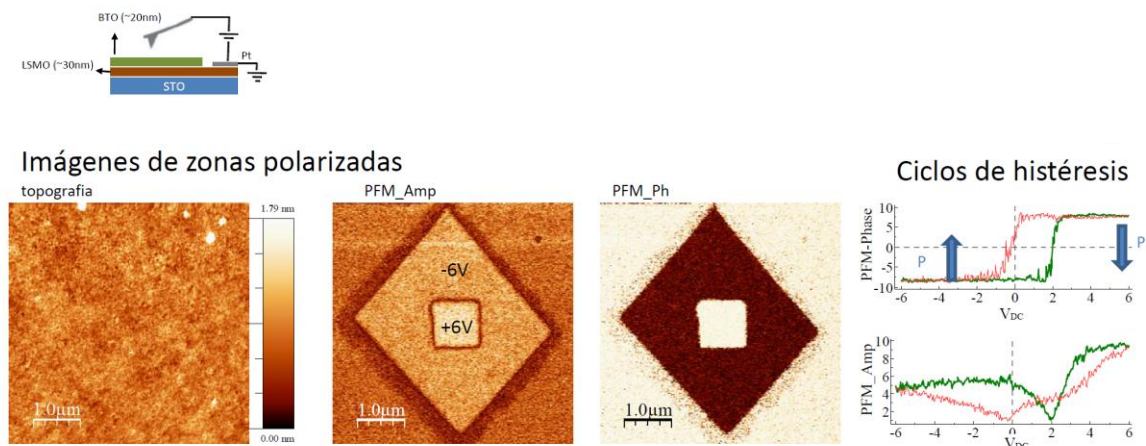 BTO (~20nm)
Pt
LSMO (~30nm)
STO
Imágenes de zonas polarizadas
Ciclos de histéresis
topografia
PFM_Amp
PFM_Ph
1.79 nm
0.00 nm
1.0µm
-6V
+6V
1.0µm
1.0µm
PFM-Phase
10
5
0
-5
-10
P
P
-6 -4 -2 0 2 4 6
V_DC
PFM_Amp
10
8
6
4
2
-6 -4 -2 0 2 4 6
V_DC